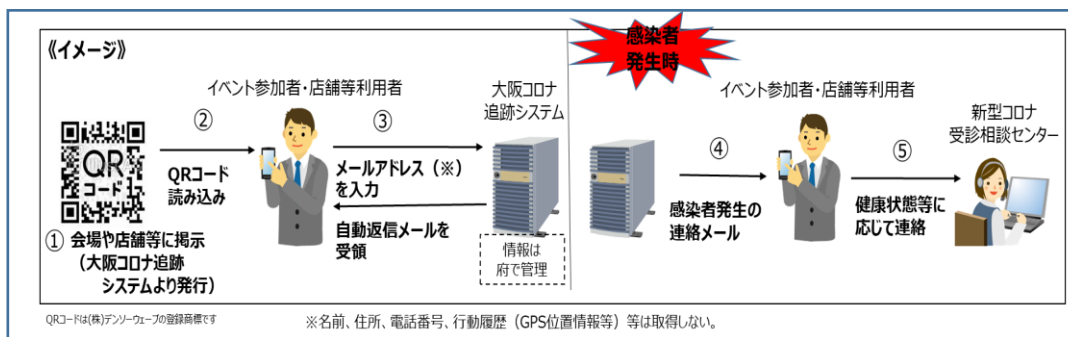 《イメージ》
イベント参加者・店舗等利用者
大阪コロナ
追跡システム
QR
コード
②
QRコード
読み込み
③
メールアドレス（※）
を入力
自動返信メールを
受領
情報は
府で管理
① 会場や店舗等に掲示
（大阪コロナ追跡
システムより発行）
感染者
発生時
イベント参加者・店舗等利用者
新型コロナ
受診相談センター
④
感染者発生の
連絡メール
⑤
健康状態等に
応じて連絡
QRコードは(株)デンソーウェーブの登録商標です
※名前、住所、電話番号、行動履歴（GPS位置情報等）等は取得しない。